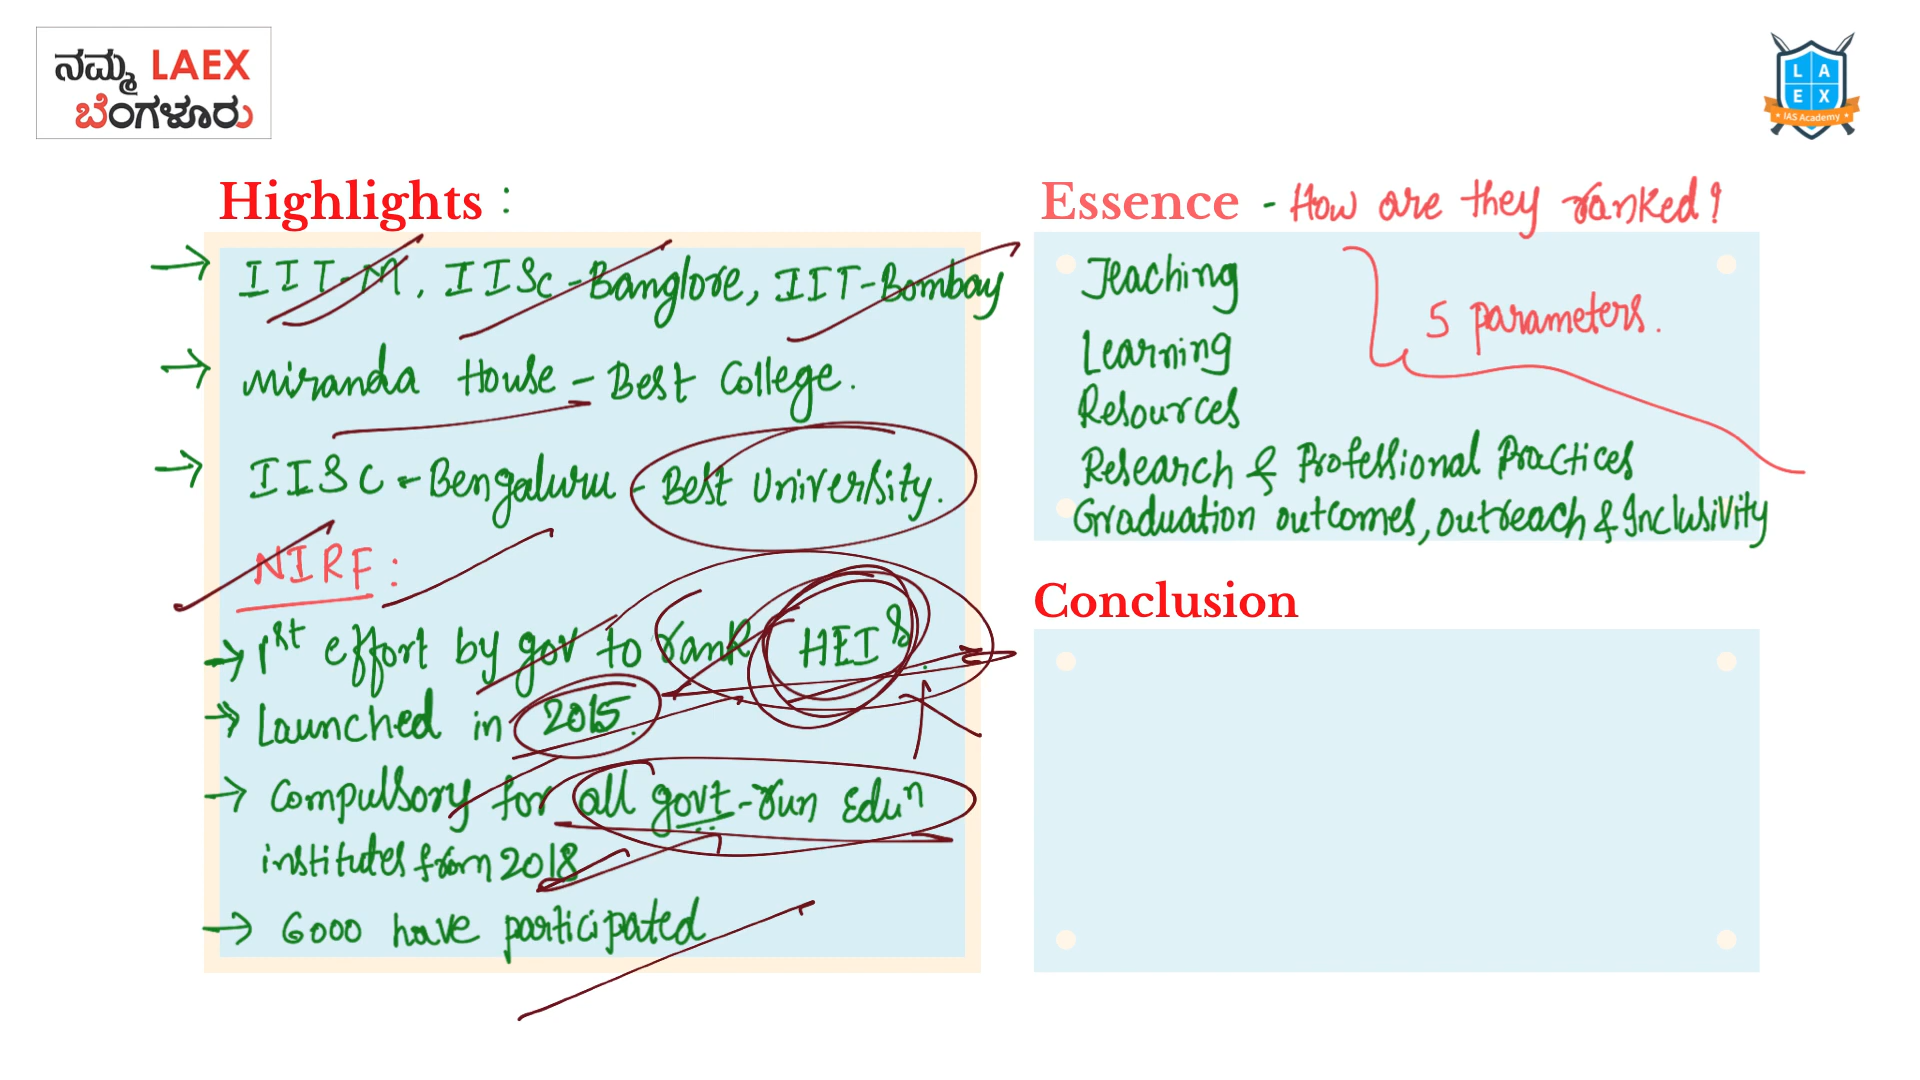 ನಮ್ಮ LAEX
ಬೆಂಗಳೂರು
L A
E X
IAS Academy
Highlights :
→ IIT-M, IISc-Banglore, IIT-Bombay
→ Miranda House - Best College.
→ IISc - Bengaluru - Best University.
NIRF:
→ 1st effort by gov to rank HEIs.
→ Launched in 2015.
→ Compulsory for all govt-run Eduⁿ
institutes from 2018
→ 6000 have participated
Essence - How are they ranked?
Teaching
Learning
Resources
5 parameters.
Research & Professional Practices
Graduation outcomes, outreach & Inclusivity
Conclusion